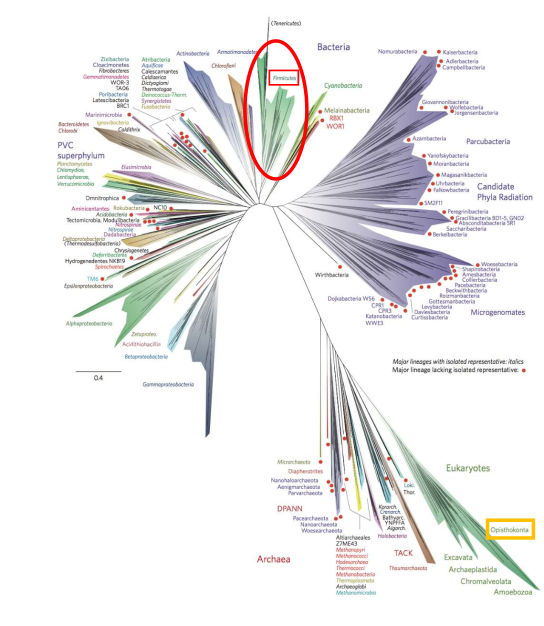 (Tenericutes)
Bacteria
Nomurabacteria
Kaiserbacteria
Adlerbacteria
Campbellbacteria
Actinobacteria
Armatimonadetes
Zixibacteria
Cloacimonetes
Fibrobacteres
Gemmatimonadetes
WOR-3
TA06
Poribacteria
Latescibacteria
BRC1
Atribacteria
Aquificae
Calescamantes
Caldiserica
Dictyoglomi
Thermotogae
Deinococcus-Therm.
Synergistetes
Fusobacteria
Chloroflexi
Firmicutes
Cyanobacteria
Melainabacteria
RBX1
WOR1
Giovannonibacteria
Wolfebacteria
Jorgensenbacteria
Marinimicrobia
Bacteroidetes
Chlorobi
Ignavibacteria
Caldithrix
Azambacteria
Parcubacteria
PVC
superphylum
Planctomycetes
Chlamydiae,
Lentisphaerae,
Verrucomicrobia
Elusimicrobia
Yanofskybacteria
Moranbacteria
Magasanikbacteria
Uhrbacteria
Falkowbacteria
Candidate
Phyla Radiation
Omnitrophica
SM2F11
Aminicentantes
Rokubacteria
NC10
Acidobacteria
Tectomicrobia, Modulibacteria
Nitrospinae
Nitrospirae
Dadabacteria
Deltaproteobacteria
(Thermodesulfobacteria)
Chrysiogenetes
Deferribacteres
Hydrogenedentes NKB19
Spirochaetes
Peregrinibacteria
Gracilibacteria BD1-5, GN02
Absconditabacteria SR1
Saccharibacteria
Berkelbacteria
TM6
Epsilonproteobacteria
Wirthbacteria
Woesebacteria
Shapirobacteria
Amesbacteria
Collierbacteria
Pacebacteria
Beckwithbacteria
Roizmanbacteria
Gottesmanbacteria
Levybacteria
Daviesbacteria
Curtissbacteria
Dojkabacteria WS6
CPR1
CPR3
Katanobacteria
WWE3
Microgenomates
Alphaproteobacteria
Zetaproteo.
Acidithiobacillia
Betaproteobacteria
Gammaproteobacteria
0.4
Major lineages with isolated representative: italics
Major lineage lacking isolated representative:
Micrarchaeota
Diapherotrites
Nanohaloarchaeota
Aenigmarchaeota
Parvarchaeota
DPANN
Pacearchaeota
Nanoarchaeota
Woesearchaeota
Archaea
Altiarchaeales
Z7ME43
Methanopyri
Methanococci
Hadesarchaea
Thermococci
Methanobacteria
Thermoplasmata
Archaeoglobi
Methanomicrobia
Halobacteria
Loki.
Thor.
Korarch.
Crenarch.
Bathyarc.
YNPFFA
Aigarch.
TACK
Thaumarchaeota
Eukaryotes
Opisthokonta
Excavata
Archaeplastida
Chromalveolata
Amoebozoa